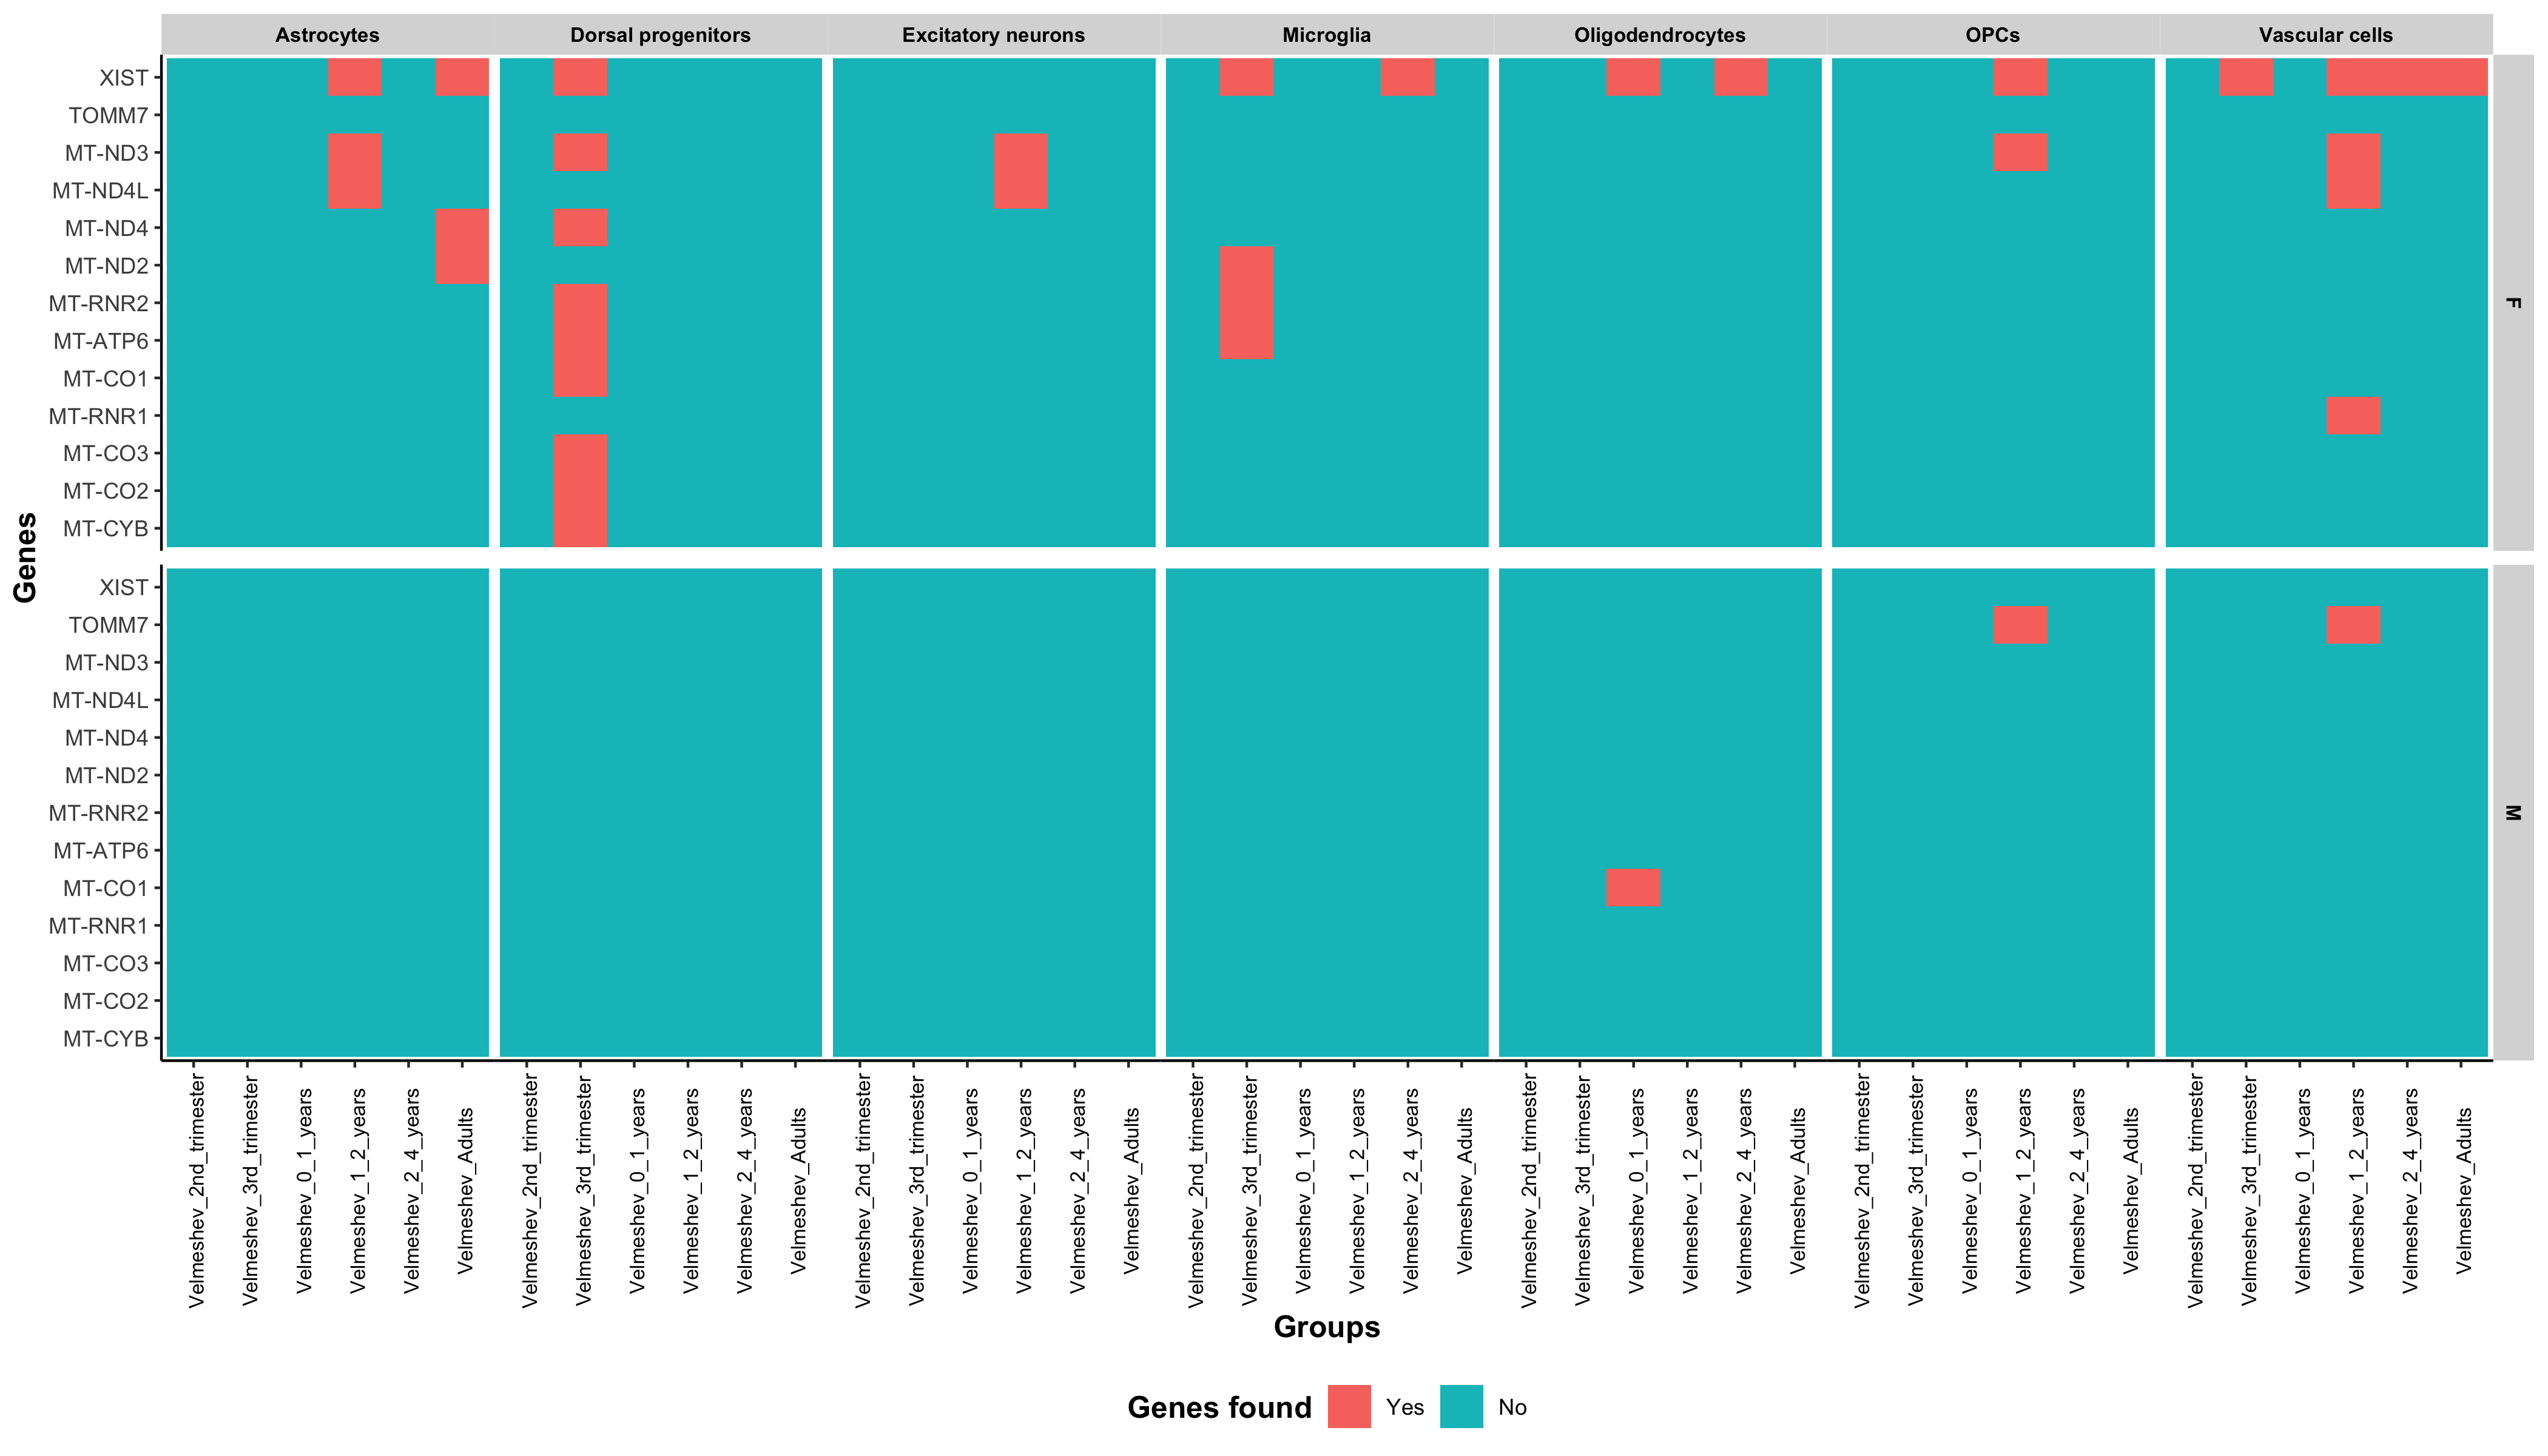 Astrocytes Dorsal progenitors Excitatory neurons Microglia Oligodendrocytes OPCs Vascular cells
Genes
XIST
TOMM7
MT-ND3
MT-ND4L
MT-ND4
MT-ND2
MT-RNR2
MT-ATP6
MT-CO1
MT-RNR1
MT-CO3
MT-CO2
MT-CYB
F
XIST
TOMM7
MT-ND3
MT-ND4L
MT-ND4
MT-ND2
MT-RNR2
MT-ATP6
MT-CO1
MT-RNR1
MT-CO3
MT-CO2
MT-CYB
M
Velmeshev_2nd_trimester
Velmeshev_3rd_trimester
Velmeshev_0_1_years
Velmeshev_1_2_years
Velmeshev_2_4_years
Velmeshev_Adults
Velmeshev_2nd_trimester
Velmeshev_3rd_trimester
Velmeshev_0_1_years
Velmeshev_1_2_years
Velmeshev_2_4_years
Velmeshev_Adults
Velmeshev_2nd_trimester
Velmeshev_3rd_trimester
Velmeshev_0_1_years
Velmeshev_1_2_years
Velmeshev_2_4_years
Velmeshev_Adults
Velmeshev_2nd_trimester
Velmeshev_3rd_trimester
Velmeshev_0_1_years
Velmeshev_1_2_years
Velmeshev_2_4_years
Velmeshev_Adults
Velmeshev_2nd_trimester
Velmeshev_3rd_trimester
Velmeshev_0_1_years
Velmeshev_1_2_years
Velmeshev_2_4_years
Velmeshev_Adults
Velmeshev_2nd_trimester
Velmeshev_3rd_trimester
Velmeshev_0_1_years
Velmeshev_1_2_years
Velmeshev_2_4_years
Velmeshev_Adults
Velmeshev_2nd_trimester
Velmeshev_3rd_trimester
Velmeshev_0_1_years
Velmeshev_1_2_years
Velmeshev_2_4_years
Velmeshev_Adults
Groups
Genes found Yes No